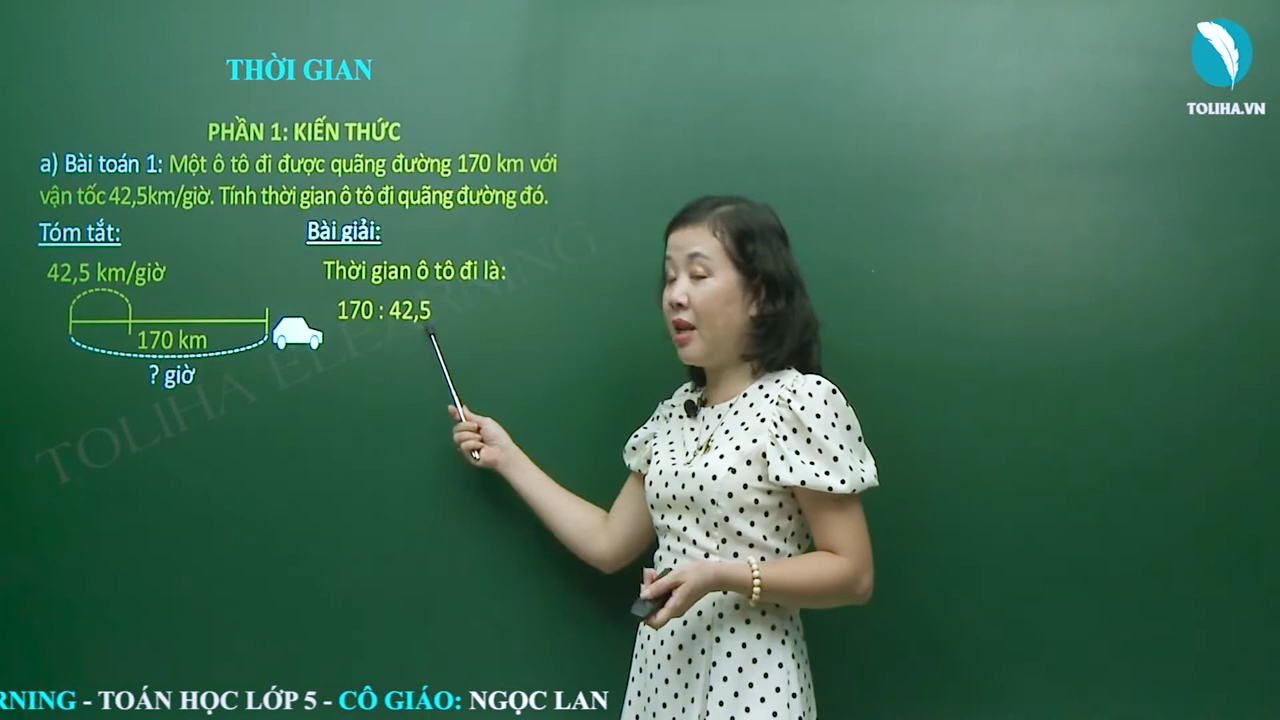 THỜI GIAN
TOLIHA.VN
PHẦN 1: KIẾN THỨC
a) Bài toán 1: Một ô tô đi được quãng đường 170 km với
vận tốc 42,5km/giờ. Tính thời gian ô tô đi quãng đường đó.
Tóm tắt:
42,5 km/giờ
170 km
? giờ
Bài giải:
Thời gian ô tô đi là:
170 : 42,5
TOLIHA ELEARNING
RNING - TOÁN HỌC LỚP 5 - CÔ GIÁO: NGỌC LAN